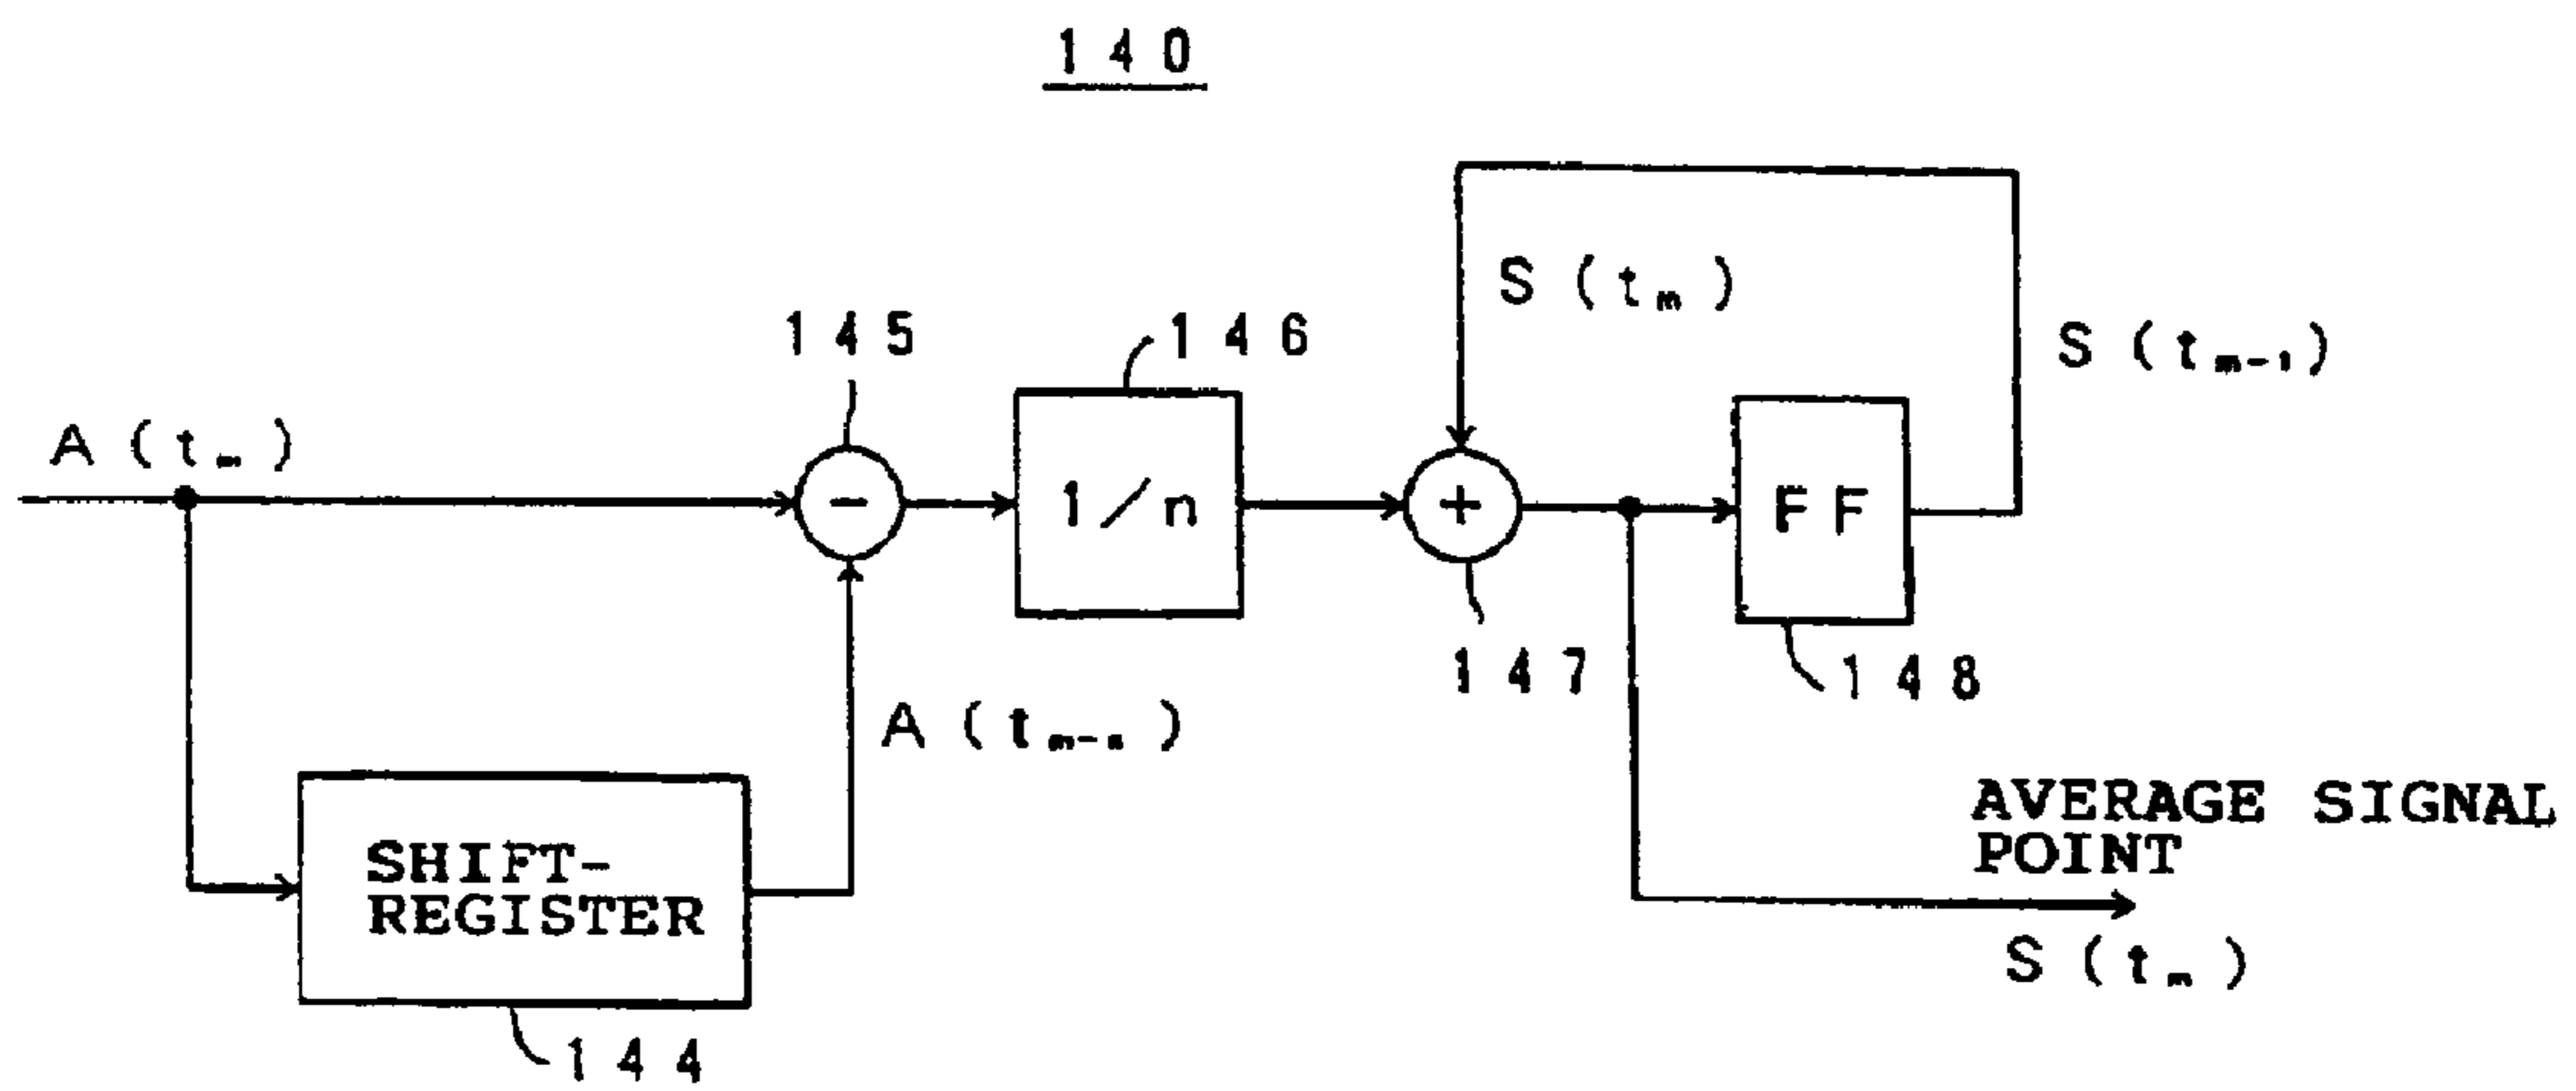 140
145
146
S(tₘ)
S(tₘ₋₁)
A(tₘ)
-
1/n
+
FF
147
148
A(tₘ₋ₙ)
SHIFT-
REGISTER
144
AVERAGE SIGNAL
POINT
S(tₘ)